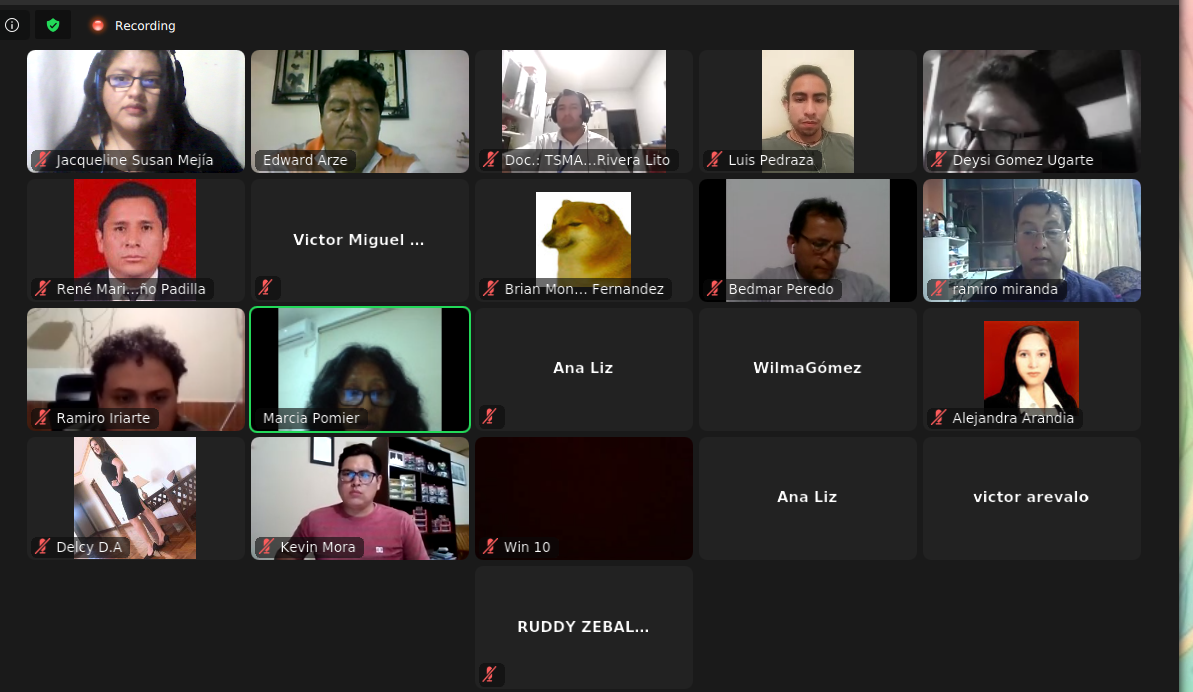 Recording
Jacqueline Susan Mejía
Edward Arze
Doc.: TSMA...Rivera Lito
Luis Pedraza
Deysi Gomez Ugarte
René Mari...ño Padilla
Victor Miguel ...
Brian Mon... Fernandez
Bedmar Peredo
ramiro miranda
Ramiro Iriarte
Marcia Pomier
Ana Liz
WilmaGómez
Alejandra Arandia
Delcy D.A
Kevin Mora
Win 10
Ana Liz
victor arevalo
RUDDY ZEBAL...